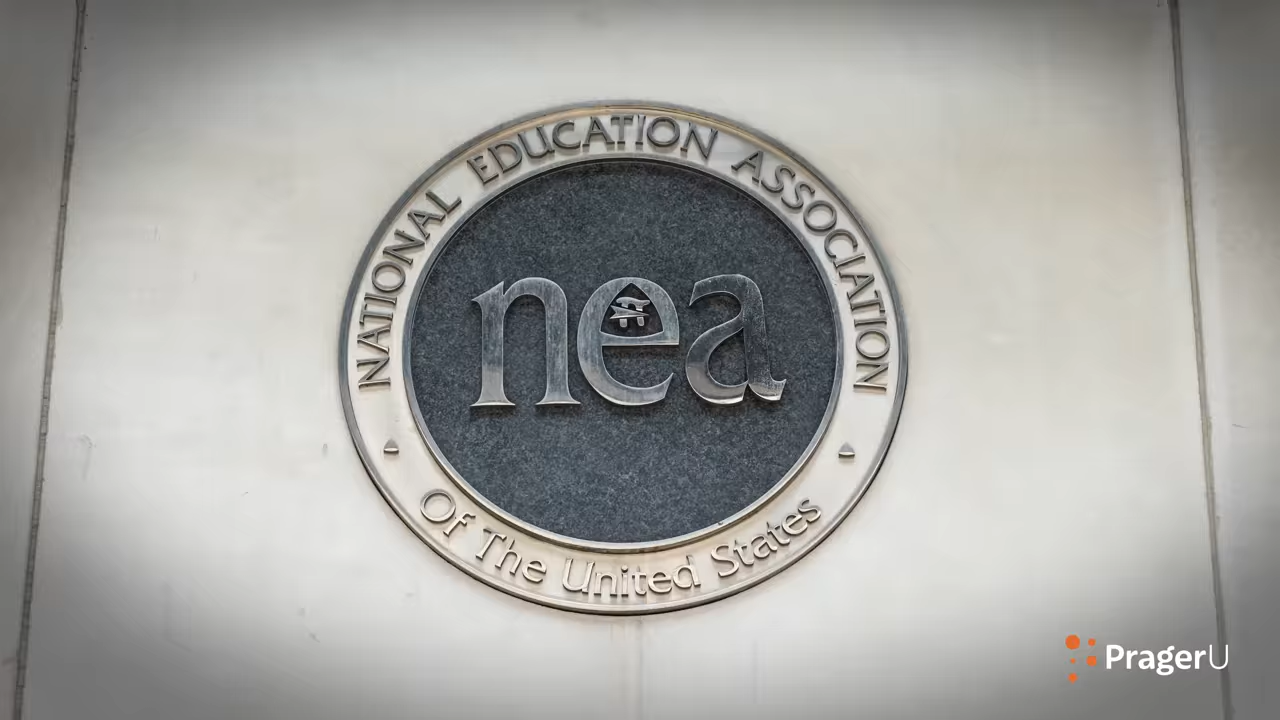 NATIONAL EDUCATION ASSOCIATION
nea
Of The United States
PragerU